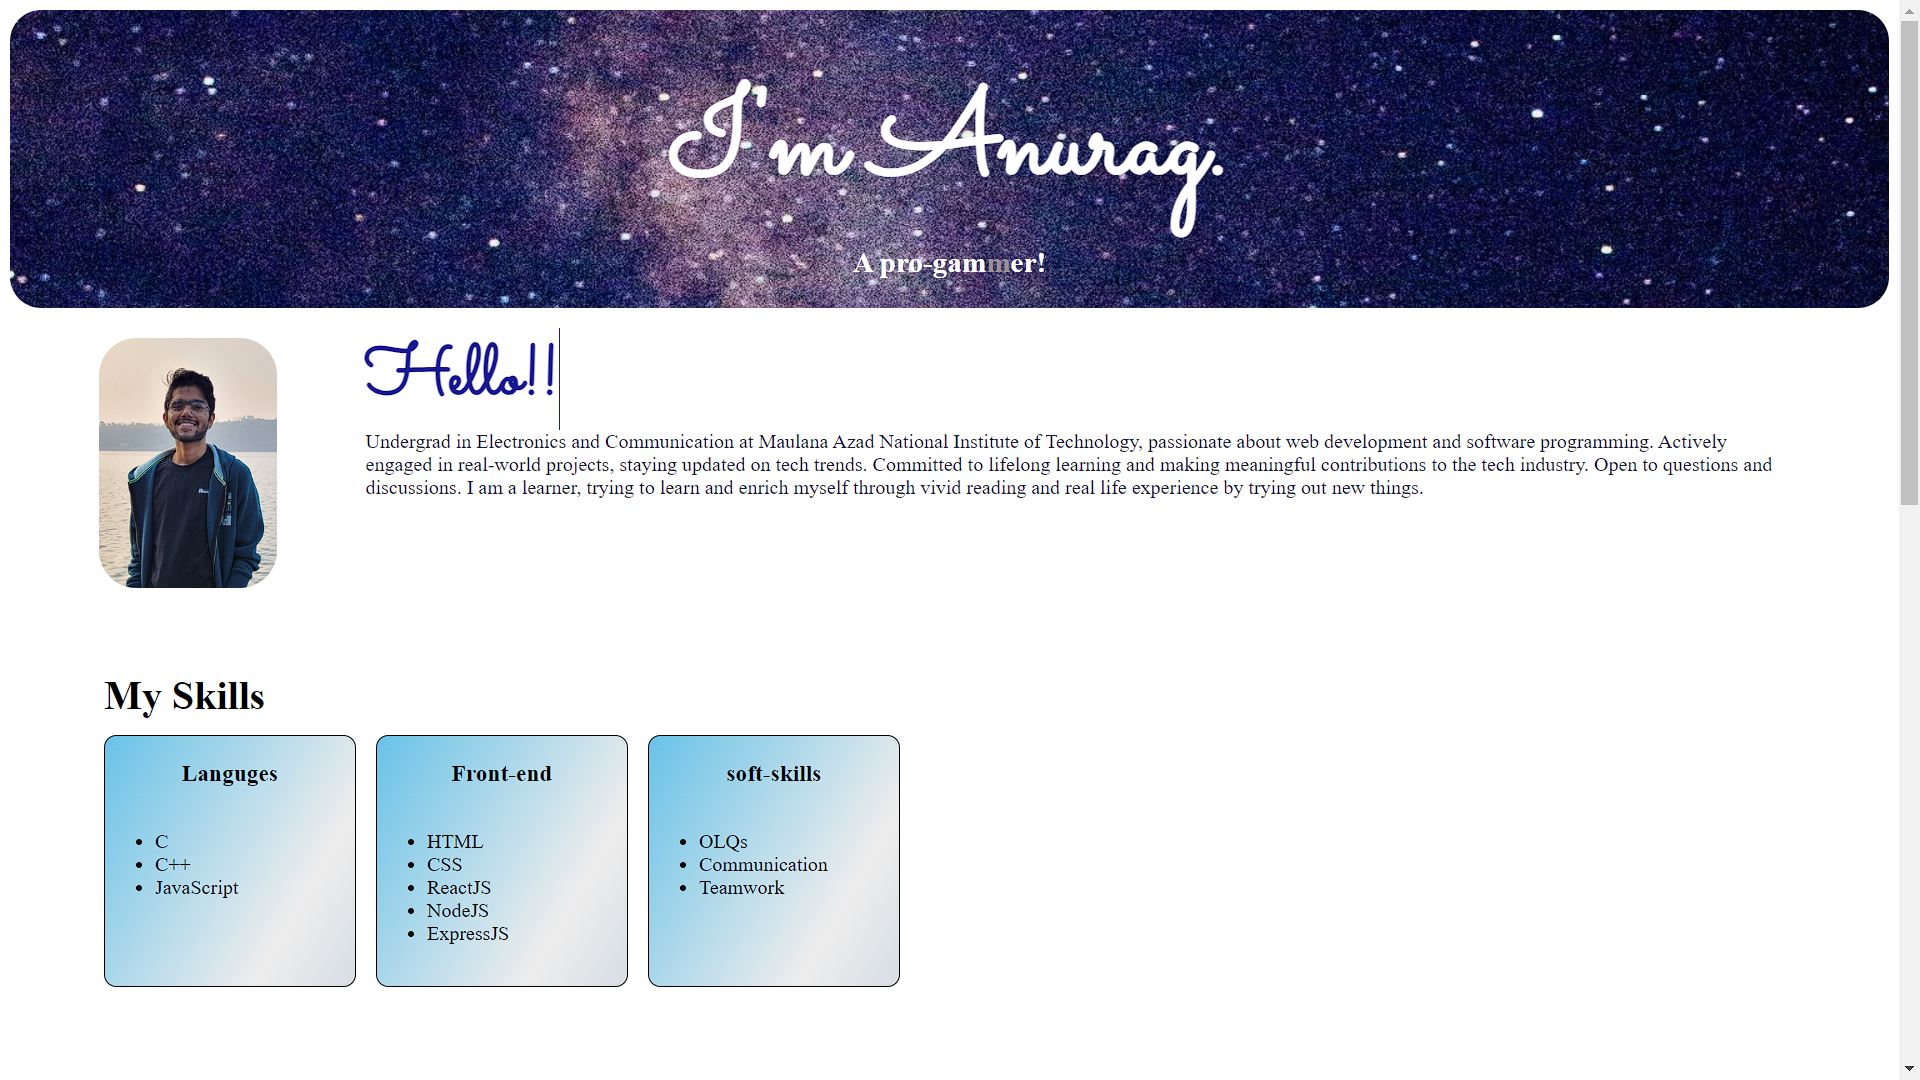 I'm Anurag.
A pro-gammer!
Hello!!
Undergrad in Electronics and Communication at Maulana Azad National Institute of Technology, passionate about web development and software programming. Actively
engaged in real-world projects, staying updated on tech trends. Committed to lifelong learning and making meaningful contributions to the tech industry. Open to questions and
discussions. I am a learner, trying to learn and enrich myself through vivid reading and real life experience by trying out new things.
My Skills
Languges
C
C++
JavaScript
Front-end
HTML
CSS
ReactJS
NodeJS
ExpressJS
soft-skills
OLQs
Communication
Teamwork